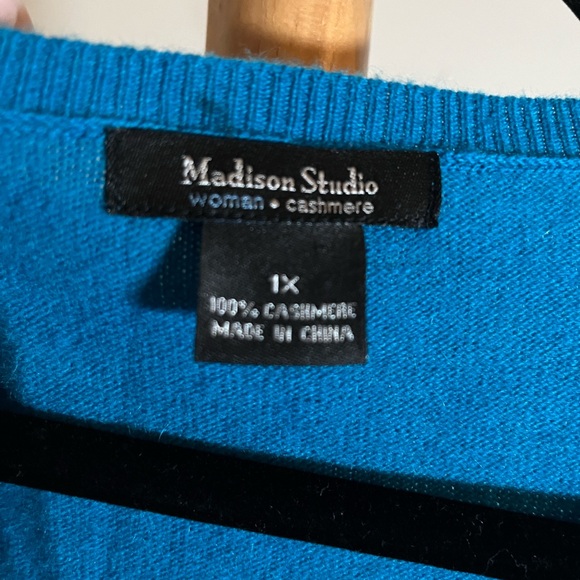 Madison Studio
woman • cashmere
1X
100% CASHMERE
MADE IN CHINA